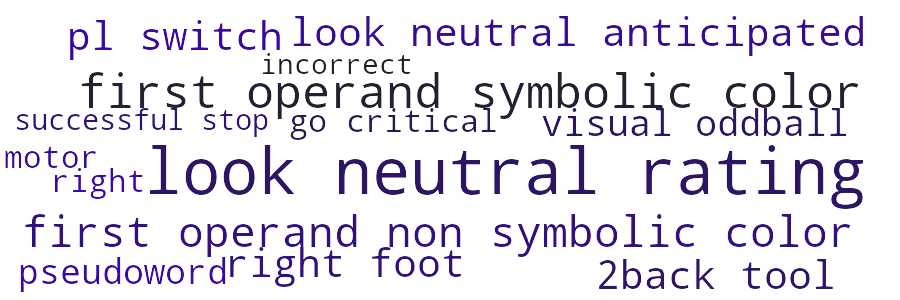 pl switch look neutral anticipated
incorrect
first operand symbolic color
successful stop go critical visual oddball
motor
look neutral rating
right
first operand non symbolic color
pseudoword right foot 2back tool